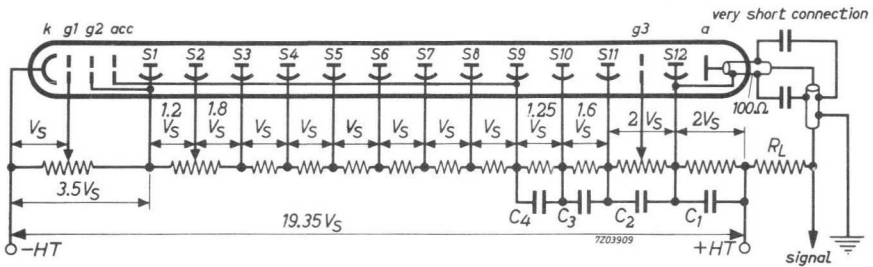 very short connection
k g1 g2 acc g3 a
S1 S2 S3 S4 S5 S6 S7 S8 S9 S10 S11 S12
100Ω
1.2 1.8 1.25 1.6
V_S V_S V_S V_S V_S V_S V_S V_S V_S V_S V_S 2 V_S 2V_S
R_L
3.5V_S
C4 C3 C2 C1
19.35V_S
7Z03909
-HT +HT
signal